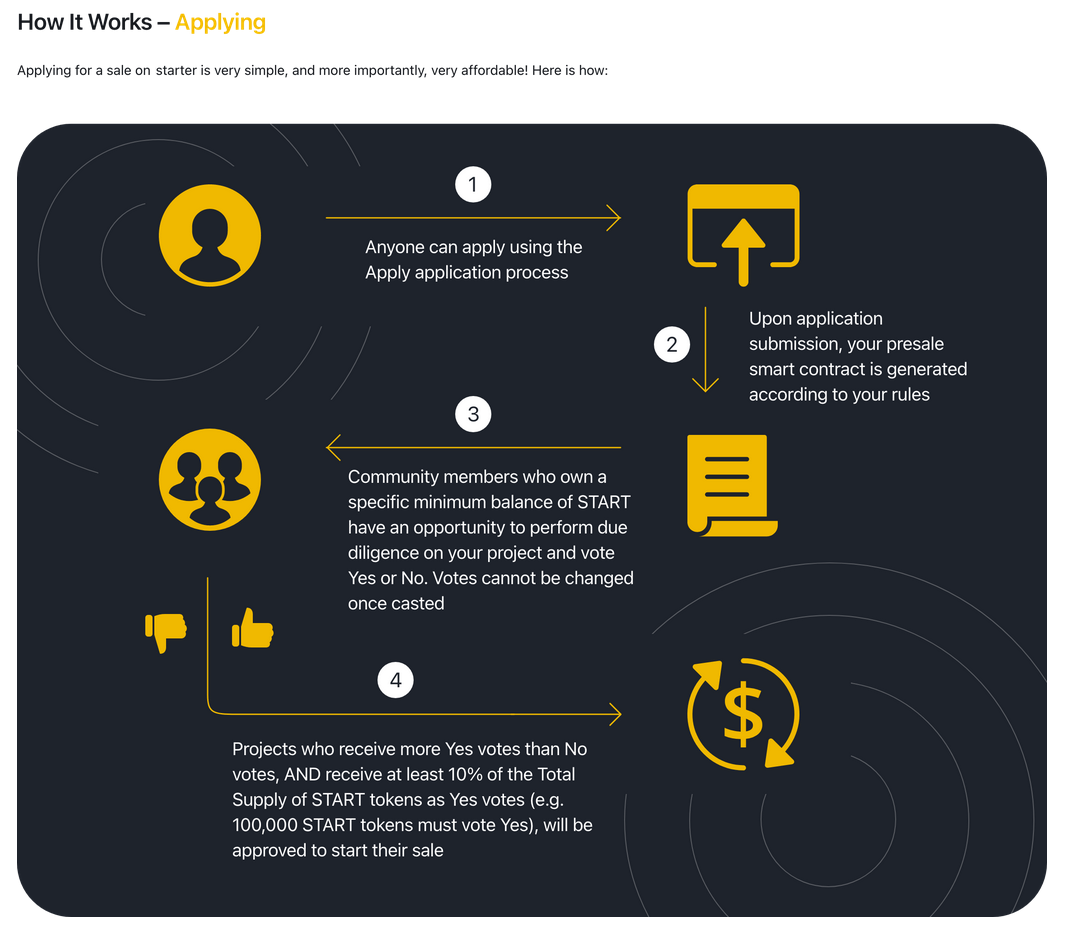 How It Works – Applying
Applying for a sale on starter is very simple, and more importantly, very affordable! Here is how:
1
Anyone can apply using the
Apply application process
2
Upon application
submission, your presale
smart contract is generated
according to your rules
3
Community members who own a
specific minimum balance of START
have an opportunity to perform due
diligence on your project and vote
Yes or No. Votes cannot be changed
once casted
4
Projects who receive more Yes votes than No
votes, AND receive at least 10% of the Total
Supply of START tokens as Yes votes (e.g.
100,000 START tokens must vote Yes), will be
approved to start their sale
$